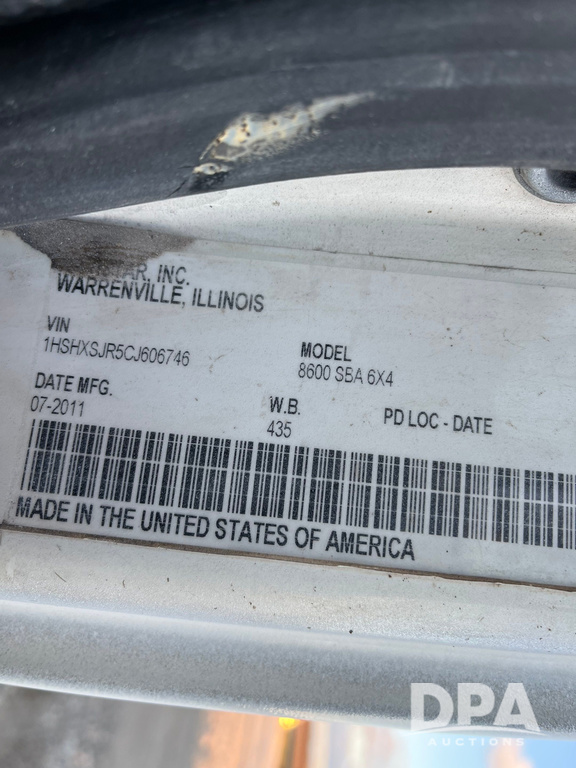 INC.
WARRENVILLE, ILLINOIS
VIN
1HSHXSJR5CJ606746
MODEL
8600 SBA 6X4
DATE MFG.
07-2011
W.B.
435
PD LOC - DATE
MADE IN THE UNITED STATES OF AMERICA
DPA
AUCTIONS